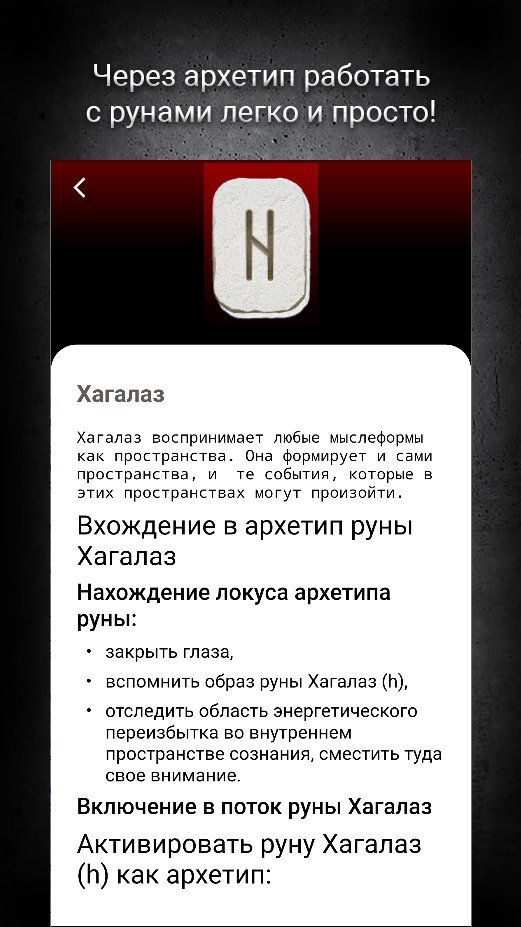 Через архетип работать
с рунами легко и просто!
Хагалаз
Хагалаз воспринимает любые мыслеформы
как пространства. Она формирует и сами
пространства, и  те события, которые в
этих пространствах могут произойти.
Вхождение в архетип руны
Хагалаз
Нахождение локуса архетипа
руны:
• закрыть глаза,
• вспомнить образ руны Хагалаз (h),
• отследить область энергетического
переизбытка во внутреннем
пространстве сознания, сместить туда
свое внимание.
Включение в поток руны Хагалаз
Активировать руну Хагалаз
(h) как архетип: